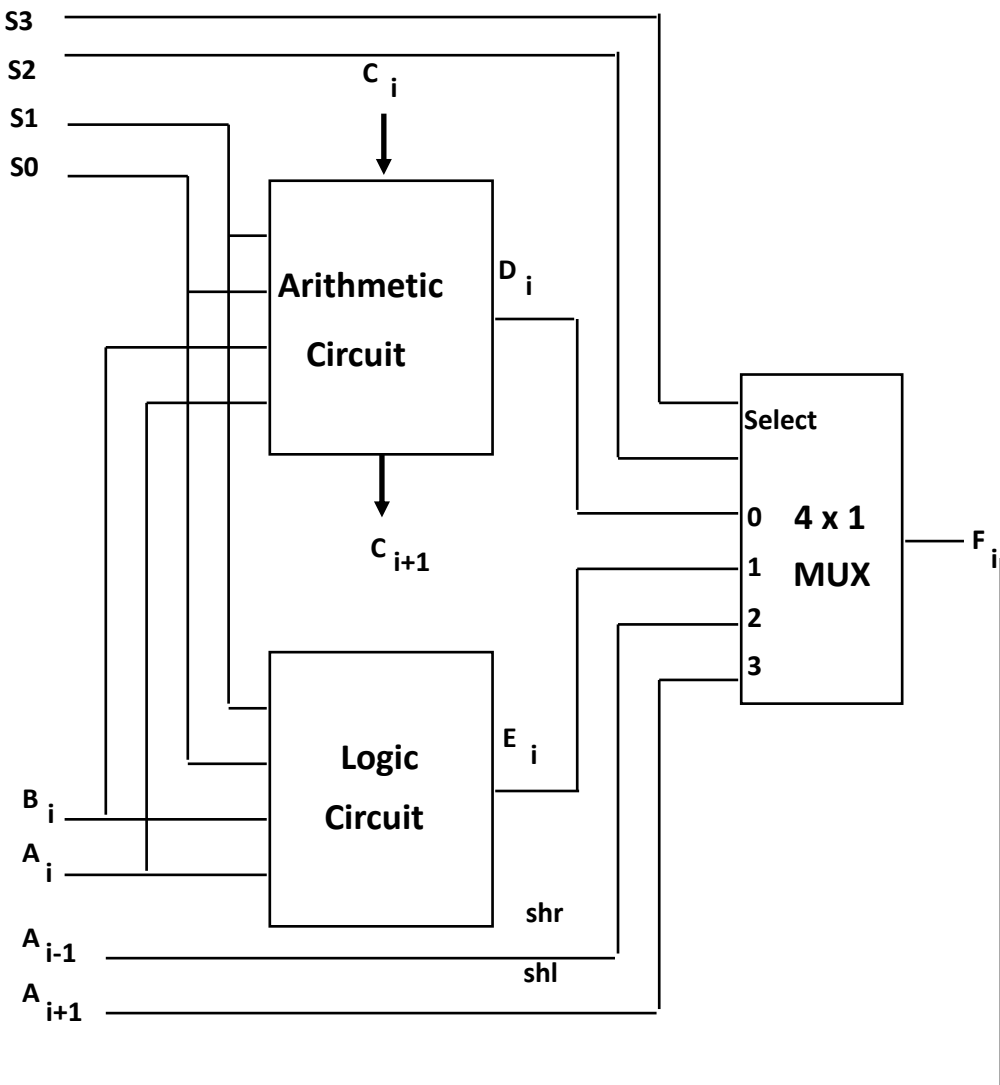 S3
S2
S1
S0
C i
Arithmetic
Circuit
D i
C i+1
Select
0
1
2
3
4 x 1
MUX
F i
Logic
Circuit
E i
B i
A i
A i-1
A i+1
shr
shl